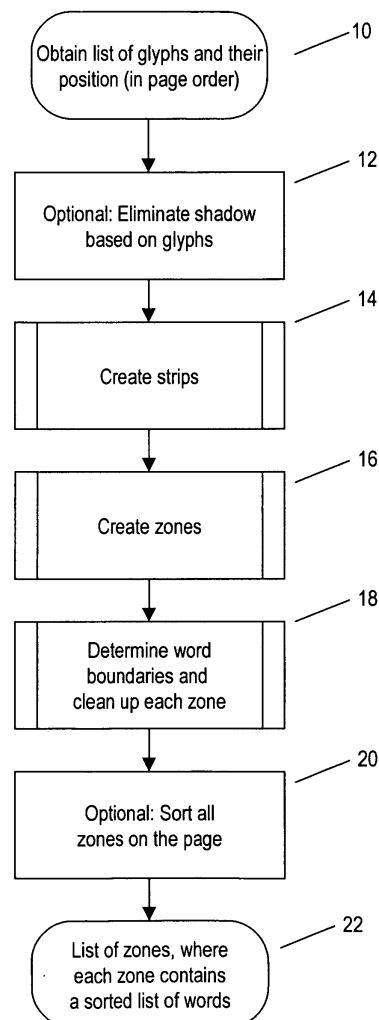 10
Obtain list of glyphs and their
position (in page order)
12
Optional: Eliminate shadow
based on glyphs
14
Create strips
16
Create zones
18
Determine word
boundaries and
clean up each zone
20
Optional: Sort all
zones on the page
22
List of zones, where
each zone contains
a sorted list of words